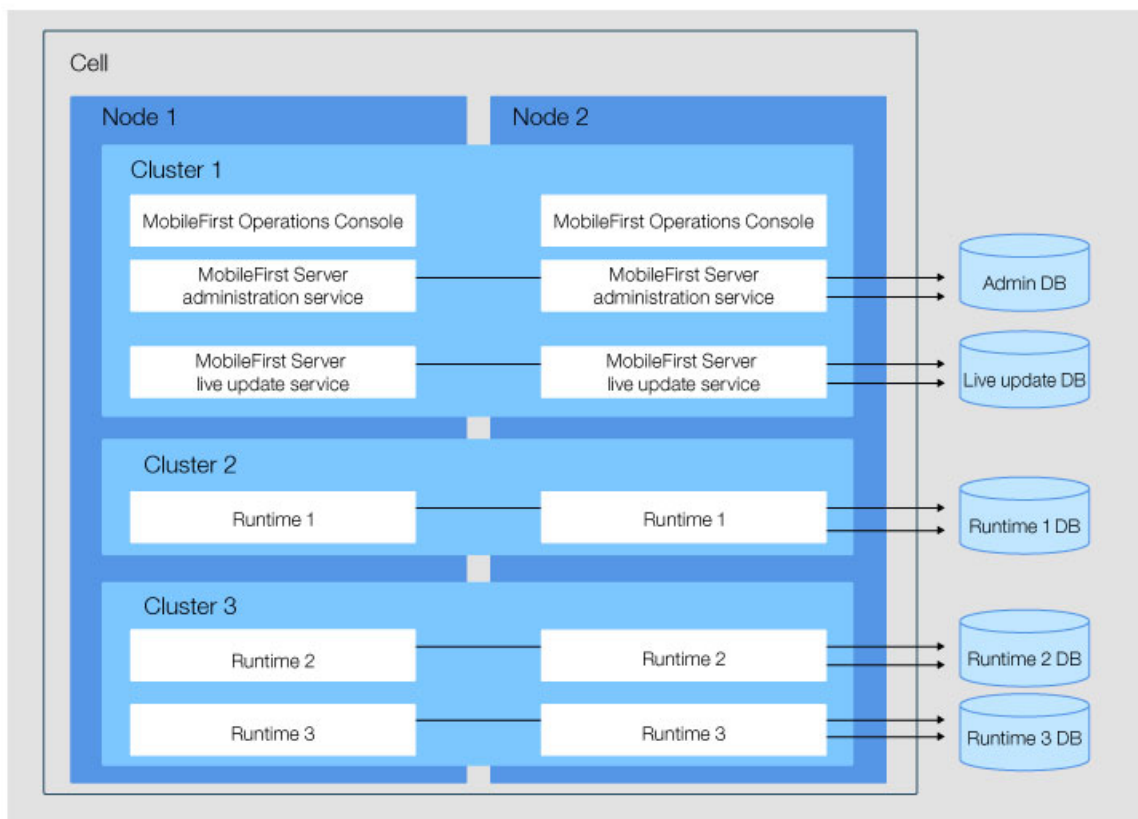 Cell
Node 1
Node 2
Cluster 1
MobileFirst Operations Console
MobileFirst Operations Console
MobileFirst Server
administration service
MobileFirst Server
administration service
Admin DB
MobileFirst Server
live update service
MobileFirst Server
live update service
Live update DB
Cluster 2
Runtime 1
Runtime 1
Runtime 1 DB
Cluster 3
Runtime 2
Runtime 2
Runtime 2 DB
Runtime 3
Runtime 3
Runtime 3 DB